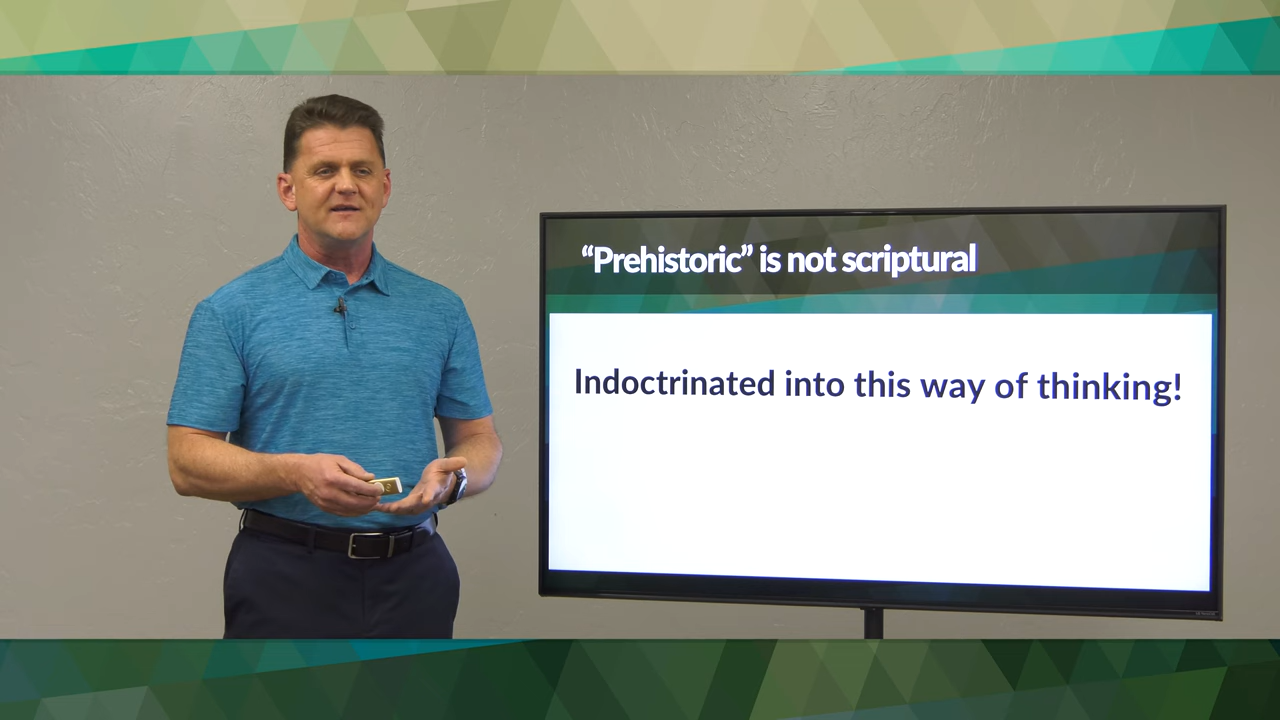 “Prehistoric” is not scriptural
Indoctrinated into this way of thinking!